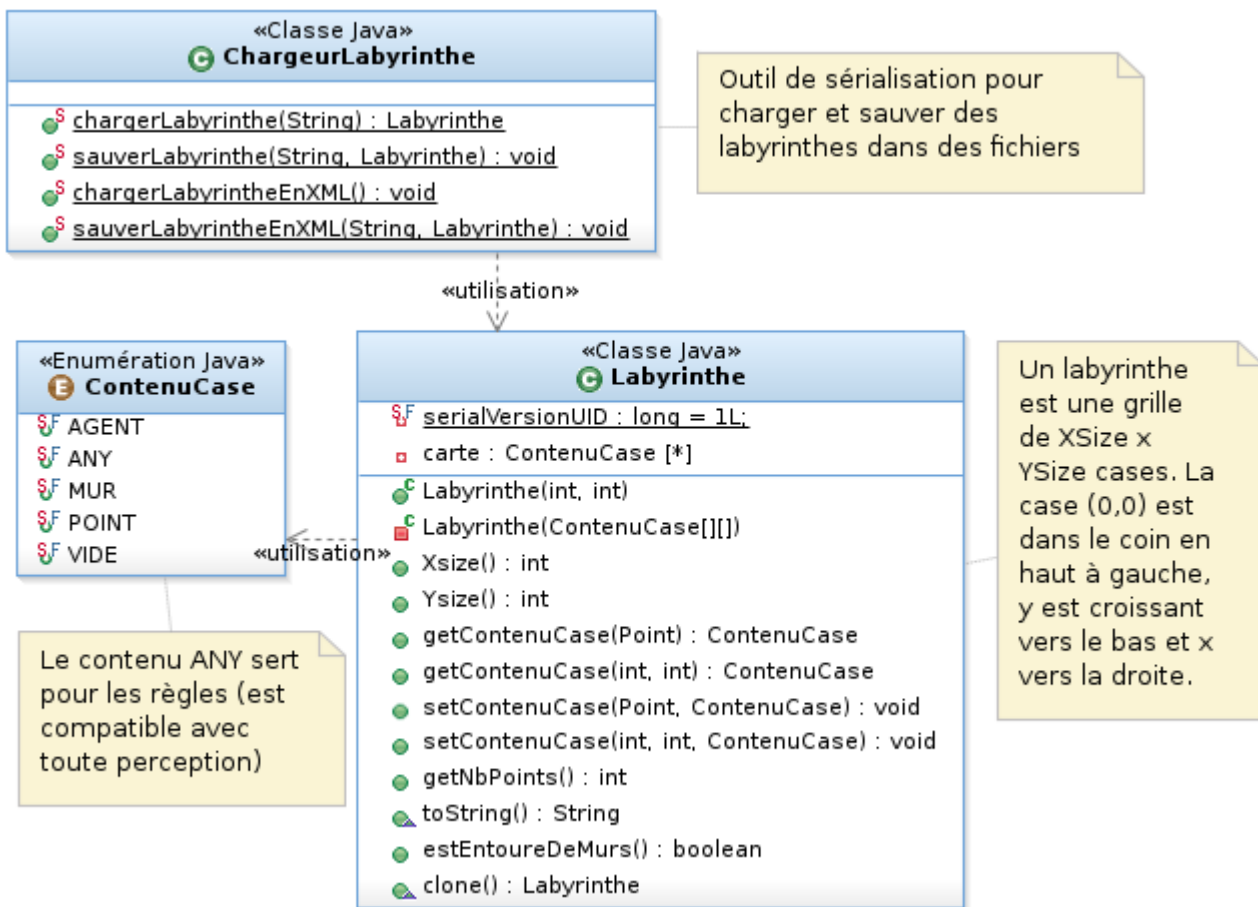 «Classe Java»
C ChargeurLabyrinthe
S chargerLabyrinthe(String) : Labyrinthe
S sauverLabyrinthe(String, Labyrinthe) : void
S chargerLabyrintheEnXML() : void
S sauverLabyrintheEnXML(String, Labyrinthe) : void
Outil de sérialisation pour
charger et sauver des
labyrinthes dans des fichiers
«utilisation»
«Enumération Java»
E ContenuCase
S F AGENT
S F ANY
S F MUR
S F POINT
S F VIDE
«utilisation»
Le contenu ANY sert
pour les règles (est
compatible avec
toute perception)
«Classe Java»
C Labyrinthe
S F serialVersionUID : long = 1L;
carte : ContenuCase [*]
C Labyrinthe(int, int)
C Labyrinthe(ContenuCase[][])
Xsize() : int
Ysize() : int
getContenuCase(Point) : ContenuCase
getContenuCase(int, int) : ContenuCase
setContenuCase(Point, ContenuCase) : void
setContenuCase(int, int, ContenuCase) : void
getNbPoints() : int
toString() : String
estEntoureDeMurs() : boolean
clone() : Labyrinthe
Un labyrinthe
est une grille
de XSize x
YSize cases. La
case (0,0) est
dans le coin en
haut à gauche,
y est croissant
vers le bas et x
vers la droite.